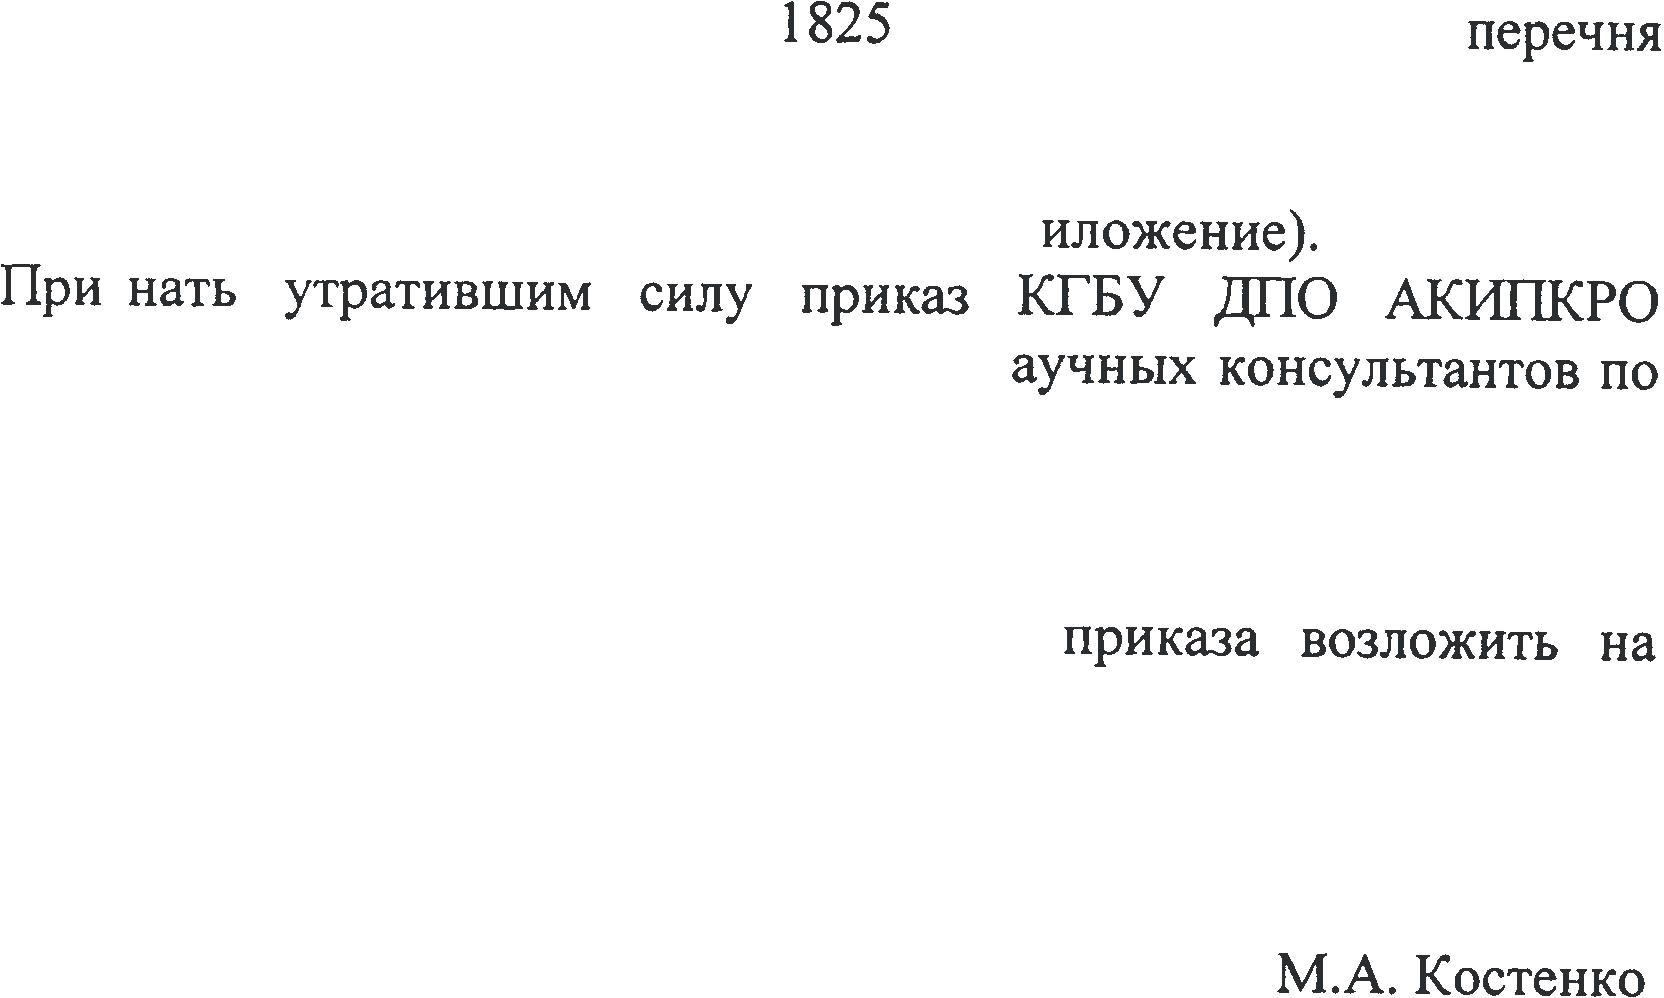 1825 перечня
иложение).
При нать утратившим силу приказ КГБУ ДПО АКИПКРО
аучных консультантов по
приказа возложить на
М.А. Костенко